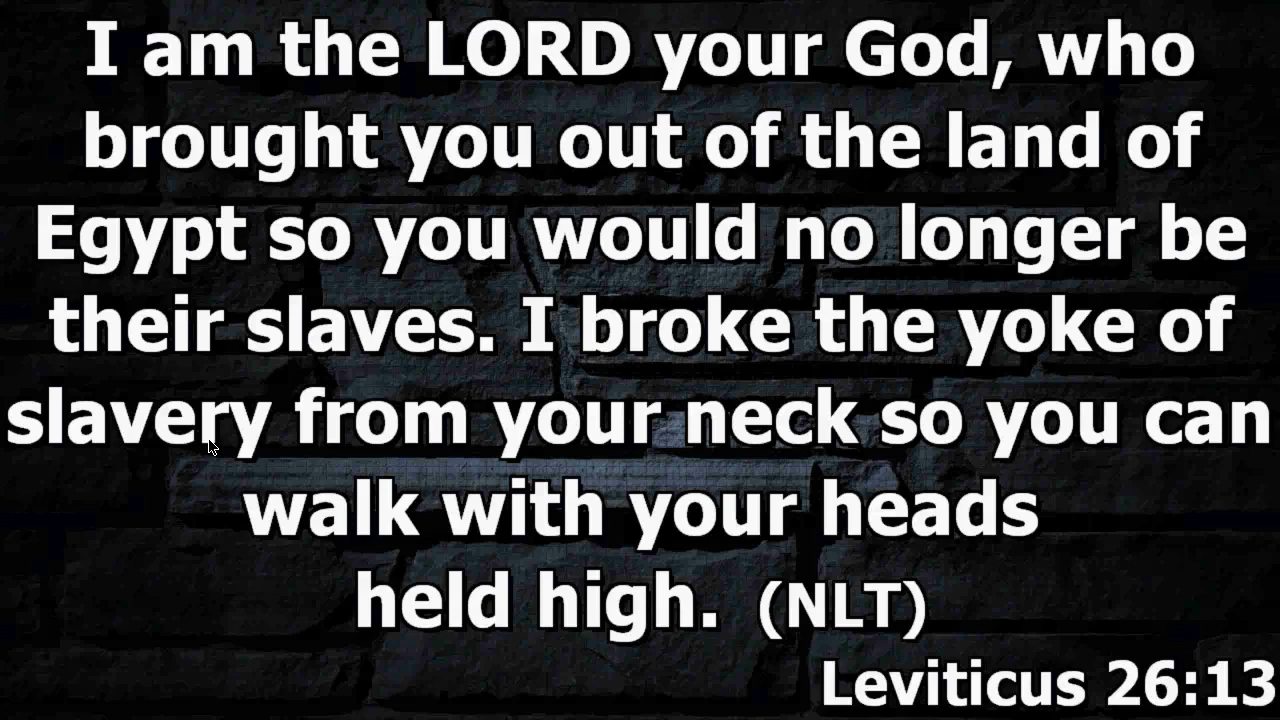 I am the LORD your God, who
brought you out of the land of
Egypt so you would no longer be
their slaves. I broke the yoke of
slavery from your neck so you can
walk with your heads
held high. (NLT)
Leviticus 26:13